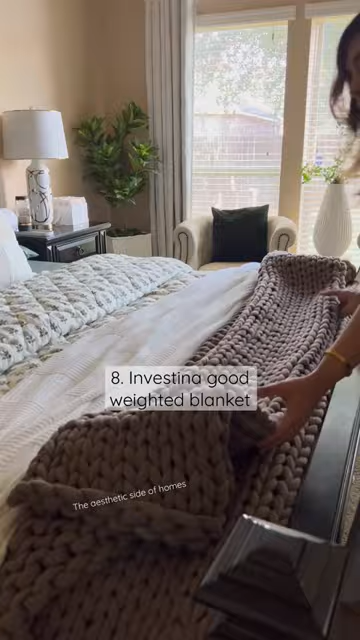 8. Investina good
weighted blanket
The aesthetic side of homes